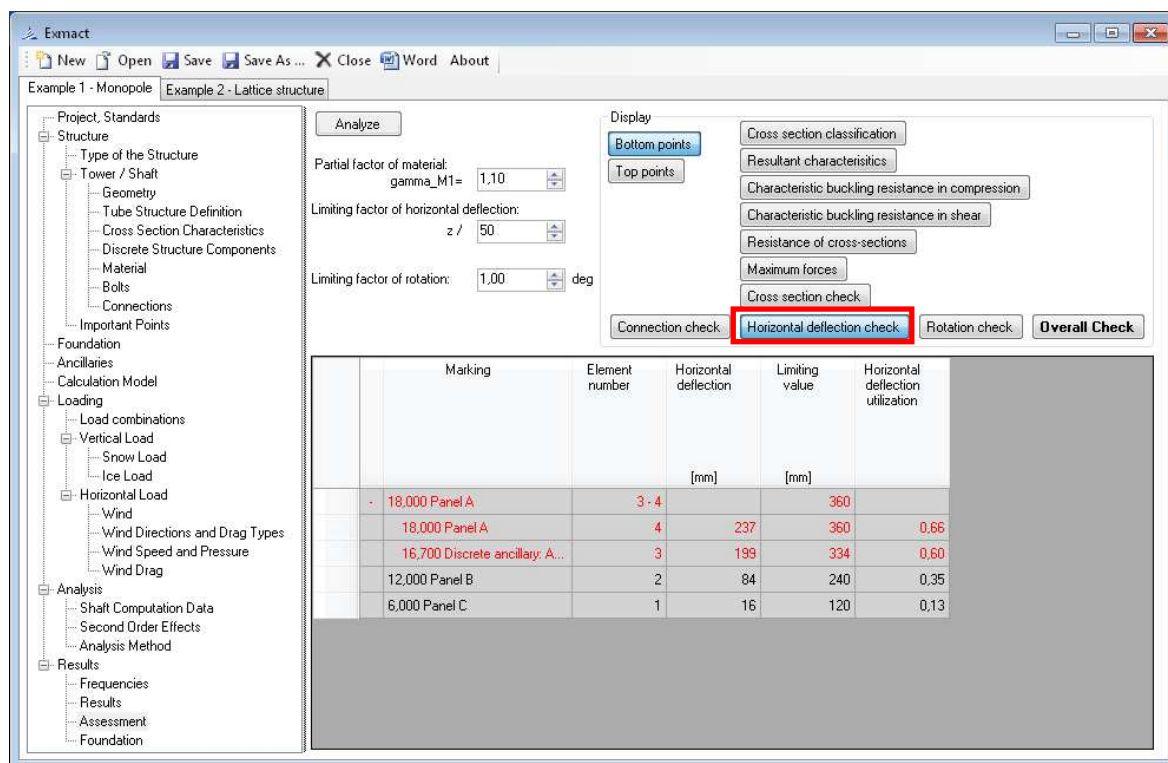 Exmact
New Open Save Save As ... Close Word About
Example 1 - Monopole Example 2 - Lattice structure
Project, Standards
Structure
Type of the Structure
Tower / Shaft
Geometry
Tube Structure Definition
Cross Section Characteristics
Discrete Structure Components
Material
Bolts
Connections
Important Points
Foundation
Ancillaries
Calculation Model
Loading
Load combinations
Vertical Load
Snow Load
Ice Load
Horizontal Load
Wind
Wind Directions and Drag Types
Wind Speed and Pressure
Wind Drag
Analysis
Shaft Computation Data
Second Order Effects
Analysis Method
Results
Frequencies
Results
Assessment
Foundation
Analyze
Partial factor of material:
gamma_M1= 1,10
Limiting factor of horizontal deflection:
z / 50
Limiting factor of rotation: 1,00 deg
Display
Bottom points
Top points
Cross section classification
Resultant characterisitics
Characteristic buckling resistance in compression
Characteristic buckling resistance in shear
Resistance of cross-sections
Maximum forces
Cross section check
Connection check Horizontal deflection check Rotation check Overall Check
Marking Element Horizontal Limiting Horizontal
number deflection value deflection
utilization
[mm] [mm]
- 18,000 Panel A 3 - 4 360
18,000 Panel A 4 237 360 0,66
16,700 Discrete ancillary: A... 3 199 334 0,60
12,000 Panel B 2 84 240 0,35
6,000 Panel C 1 16 120 0,13